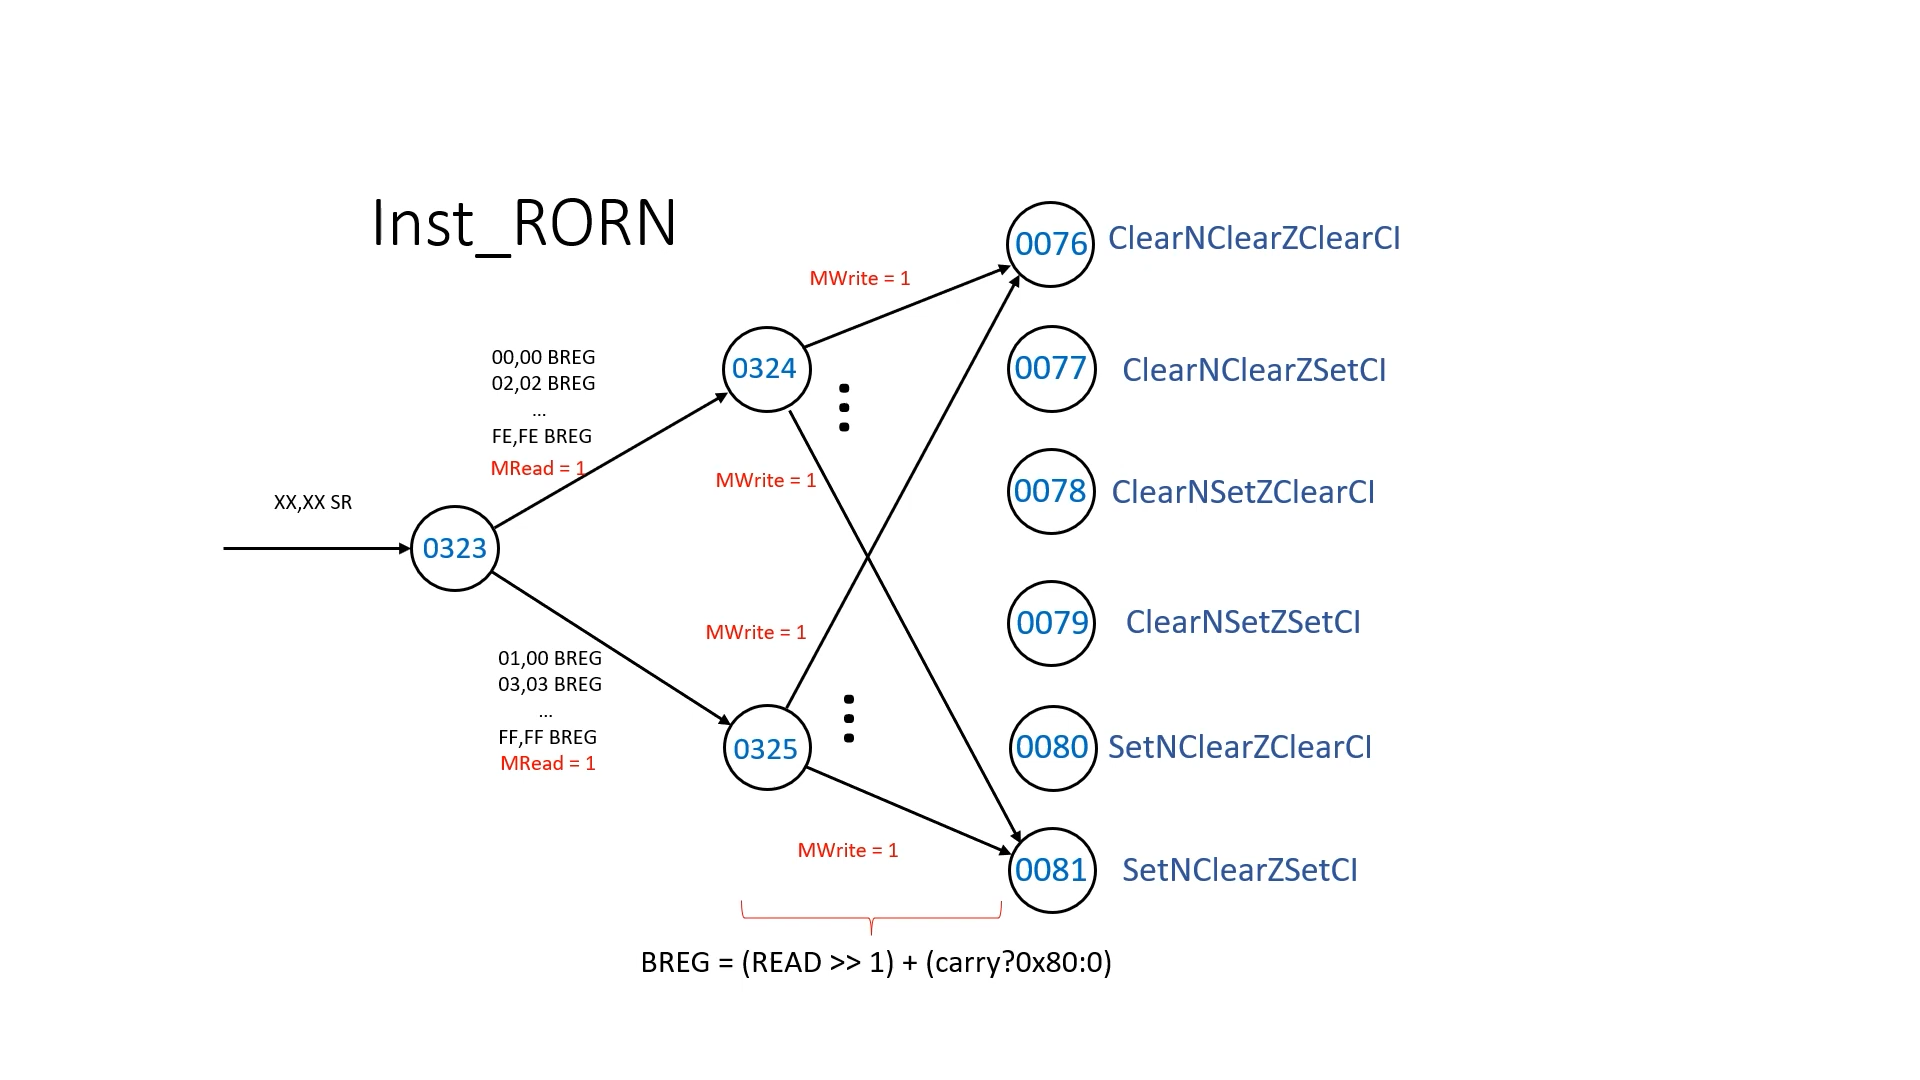 Inst_RORN
XX,XX SR
0323
00,00 BREG
02,02 BREG
...
FE,FE BREG
MRead = 1
01,00 BREG
03,03 BREG
...
FF,FF BREG
MRead = 1
0324
0325
MWrite = 1
MWrite = 1
MWrite = 1
MWrite = 1
0076 ClearNClearZClearCI
0077 ClearNClearZSetCI
0078 ClearNSetZClearCI
0079 ClearNSetZSetCI
0080 SetNClearZClearCI
0081 SetNClearZSetCI
BREG = (READ >> 1) + (carry?0x80:0)